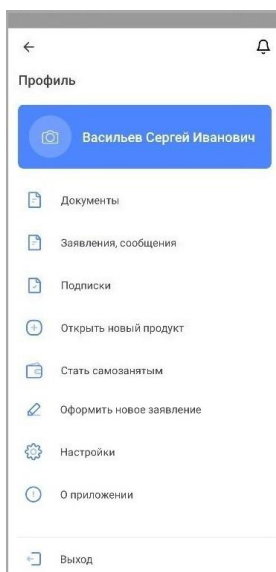 Профиль
Васильев Сергей Иванович
Документы
Заявления, сообщения
Подписки
Открыть новый продукт
Стать самозанятым
Оформить новое заявление
Настройки
О приложении
Выход